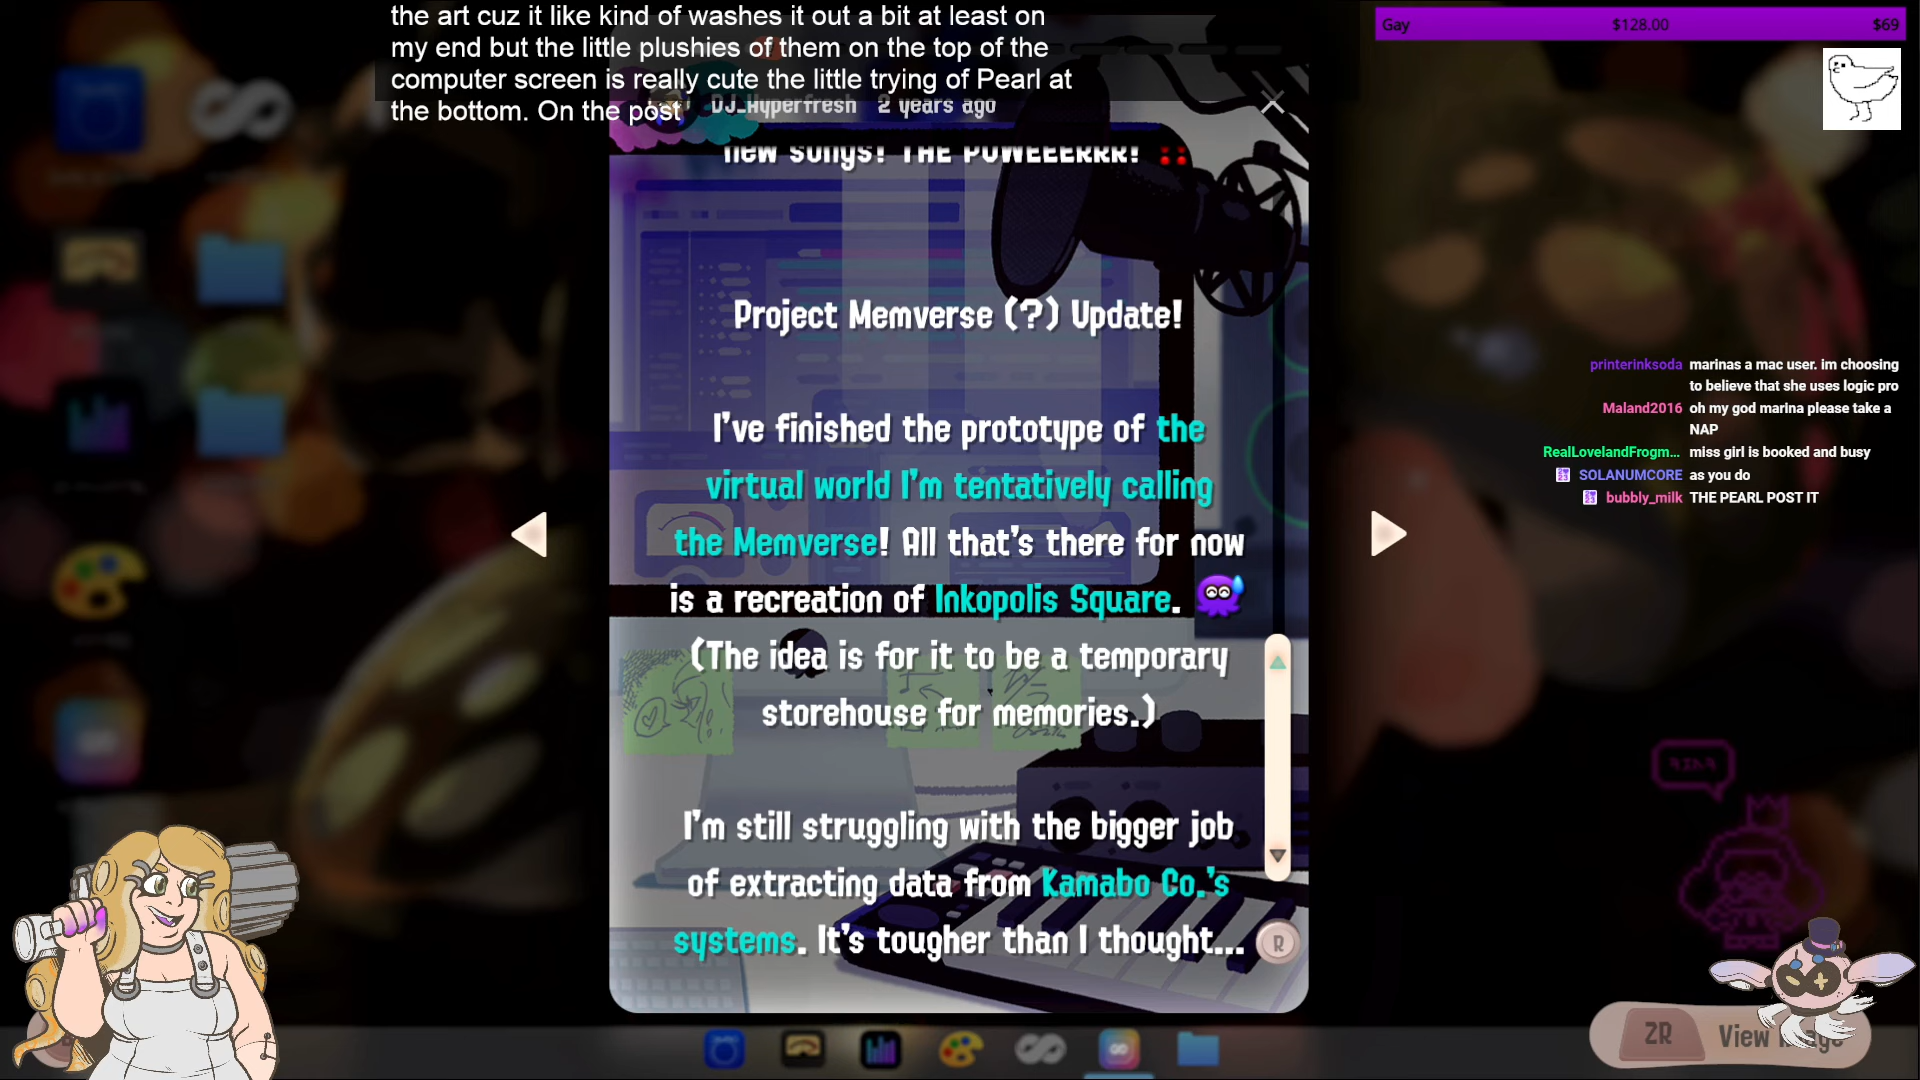 the art cuz it like kind of washes it out a bit at least on
my end but the little plushies of them on the top of the
computer screen is really cute the little trying of Pearl at
the bottom. On the post
Gay $128.00 $69
DJ_Hyperfresh 2 years ago
new songs! THE POWEEERRR!
Project Memverse (?) Update!
I've finished the prototype of the
virtual world I'm tentatively calling
the Memverse! All that's there for now
is a recreation of Inkopolis Square.
(The idea is for it to be a temporary
storehouse for memories.)
I'm still struggling with the bigger job
of extracting data from Kamabo Co.'s
systems. It's tougher than I thought...
R
printerinksoda marinas a mac user. im choosing
to believe that she uses logic pro
Maland2016 oh my god marina please take a
NAP
RealLovelandFrogm... miss girl is booked and busy
SOLANUMCORE as you do
bubbly_milk THE PEARL POST IT
ZR View Image